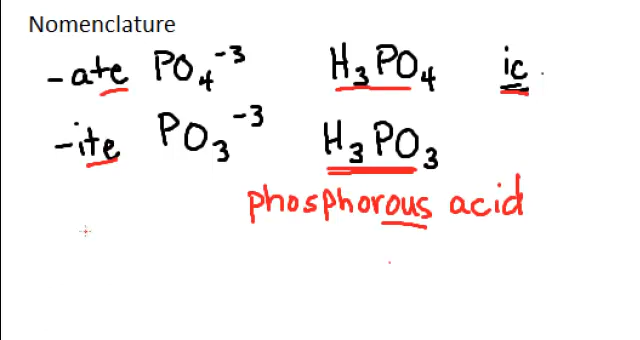 Nomenclature
-ate PO₄⁻³ H₃PO₄ ic
-ite PO₃⁻³ H₃PO₃
phosphorous acid